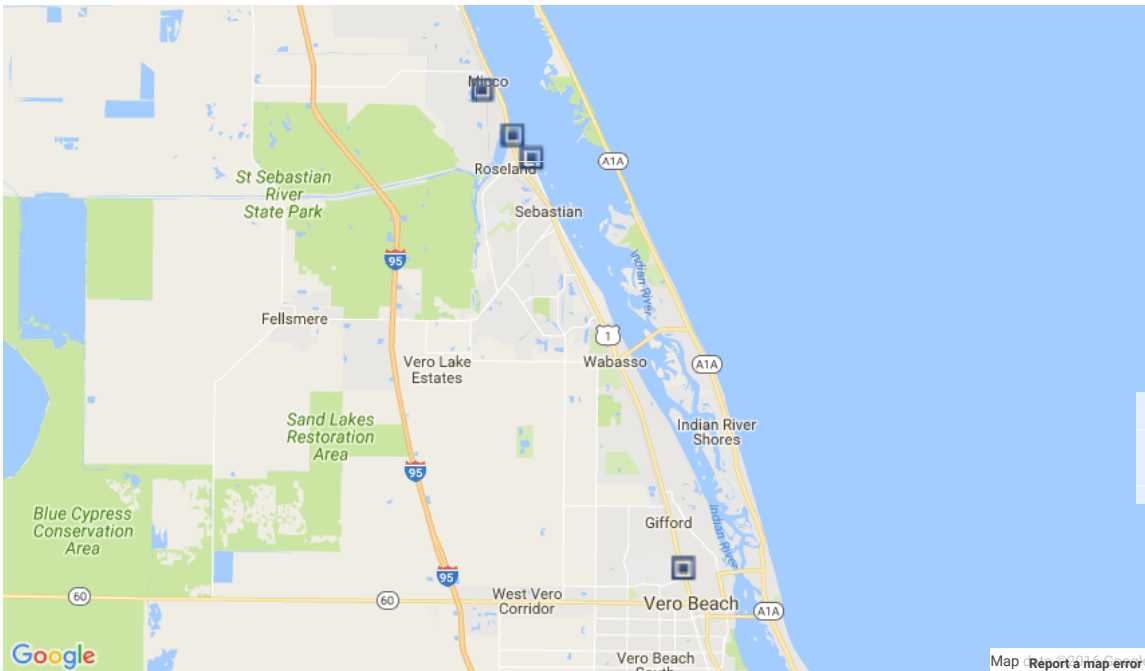 Micco
A1A
Roseland
St Sebastian
River
State Park
Sebastian
95
Indian River
Fellsmere
1
Vero Lake
Estates
Wabasso
A1A
Sand Lakes
Restoration
Area
Indian River
Shores
95
Blue Cypress
Conservation
Area
Gifford
Indian River
95
60
60
West Vero
Corridor
Vero Beach
A1A
Vero Beach
South
Google
Map
Report a map error